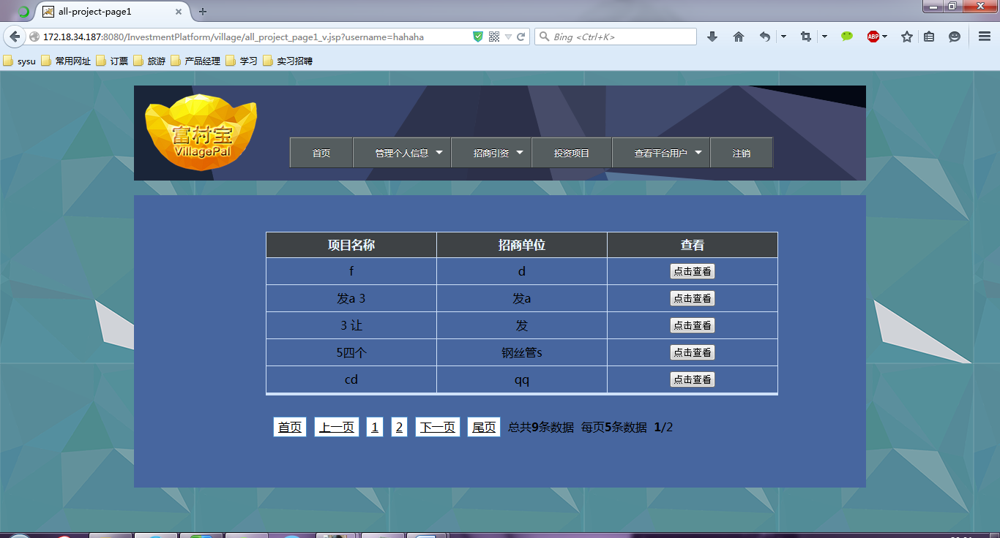 all-project-page1
172.18.34.187:8080/InvestmentPlatform/village/all_project_page1_v.jsp?username=hahaha
Bing <Ctrl+K>
ABP
sysu 常用网址 订票 旅游 产品经理 学习 实习招聘
富村宝
VillagePal
首页 管理个人信息 招商引资 投资项目 查看平台用户 注销
项目名称 招商单位 查看
f d 点击查看
发a 3 发a 点击查看
3 让 发 点击查看
5四个 钢丝管s 点击查看
cd qq 点击查看
首页 上一页 1 2 下一页 尾页 总共9条数据 每页5条数据 1/2